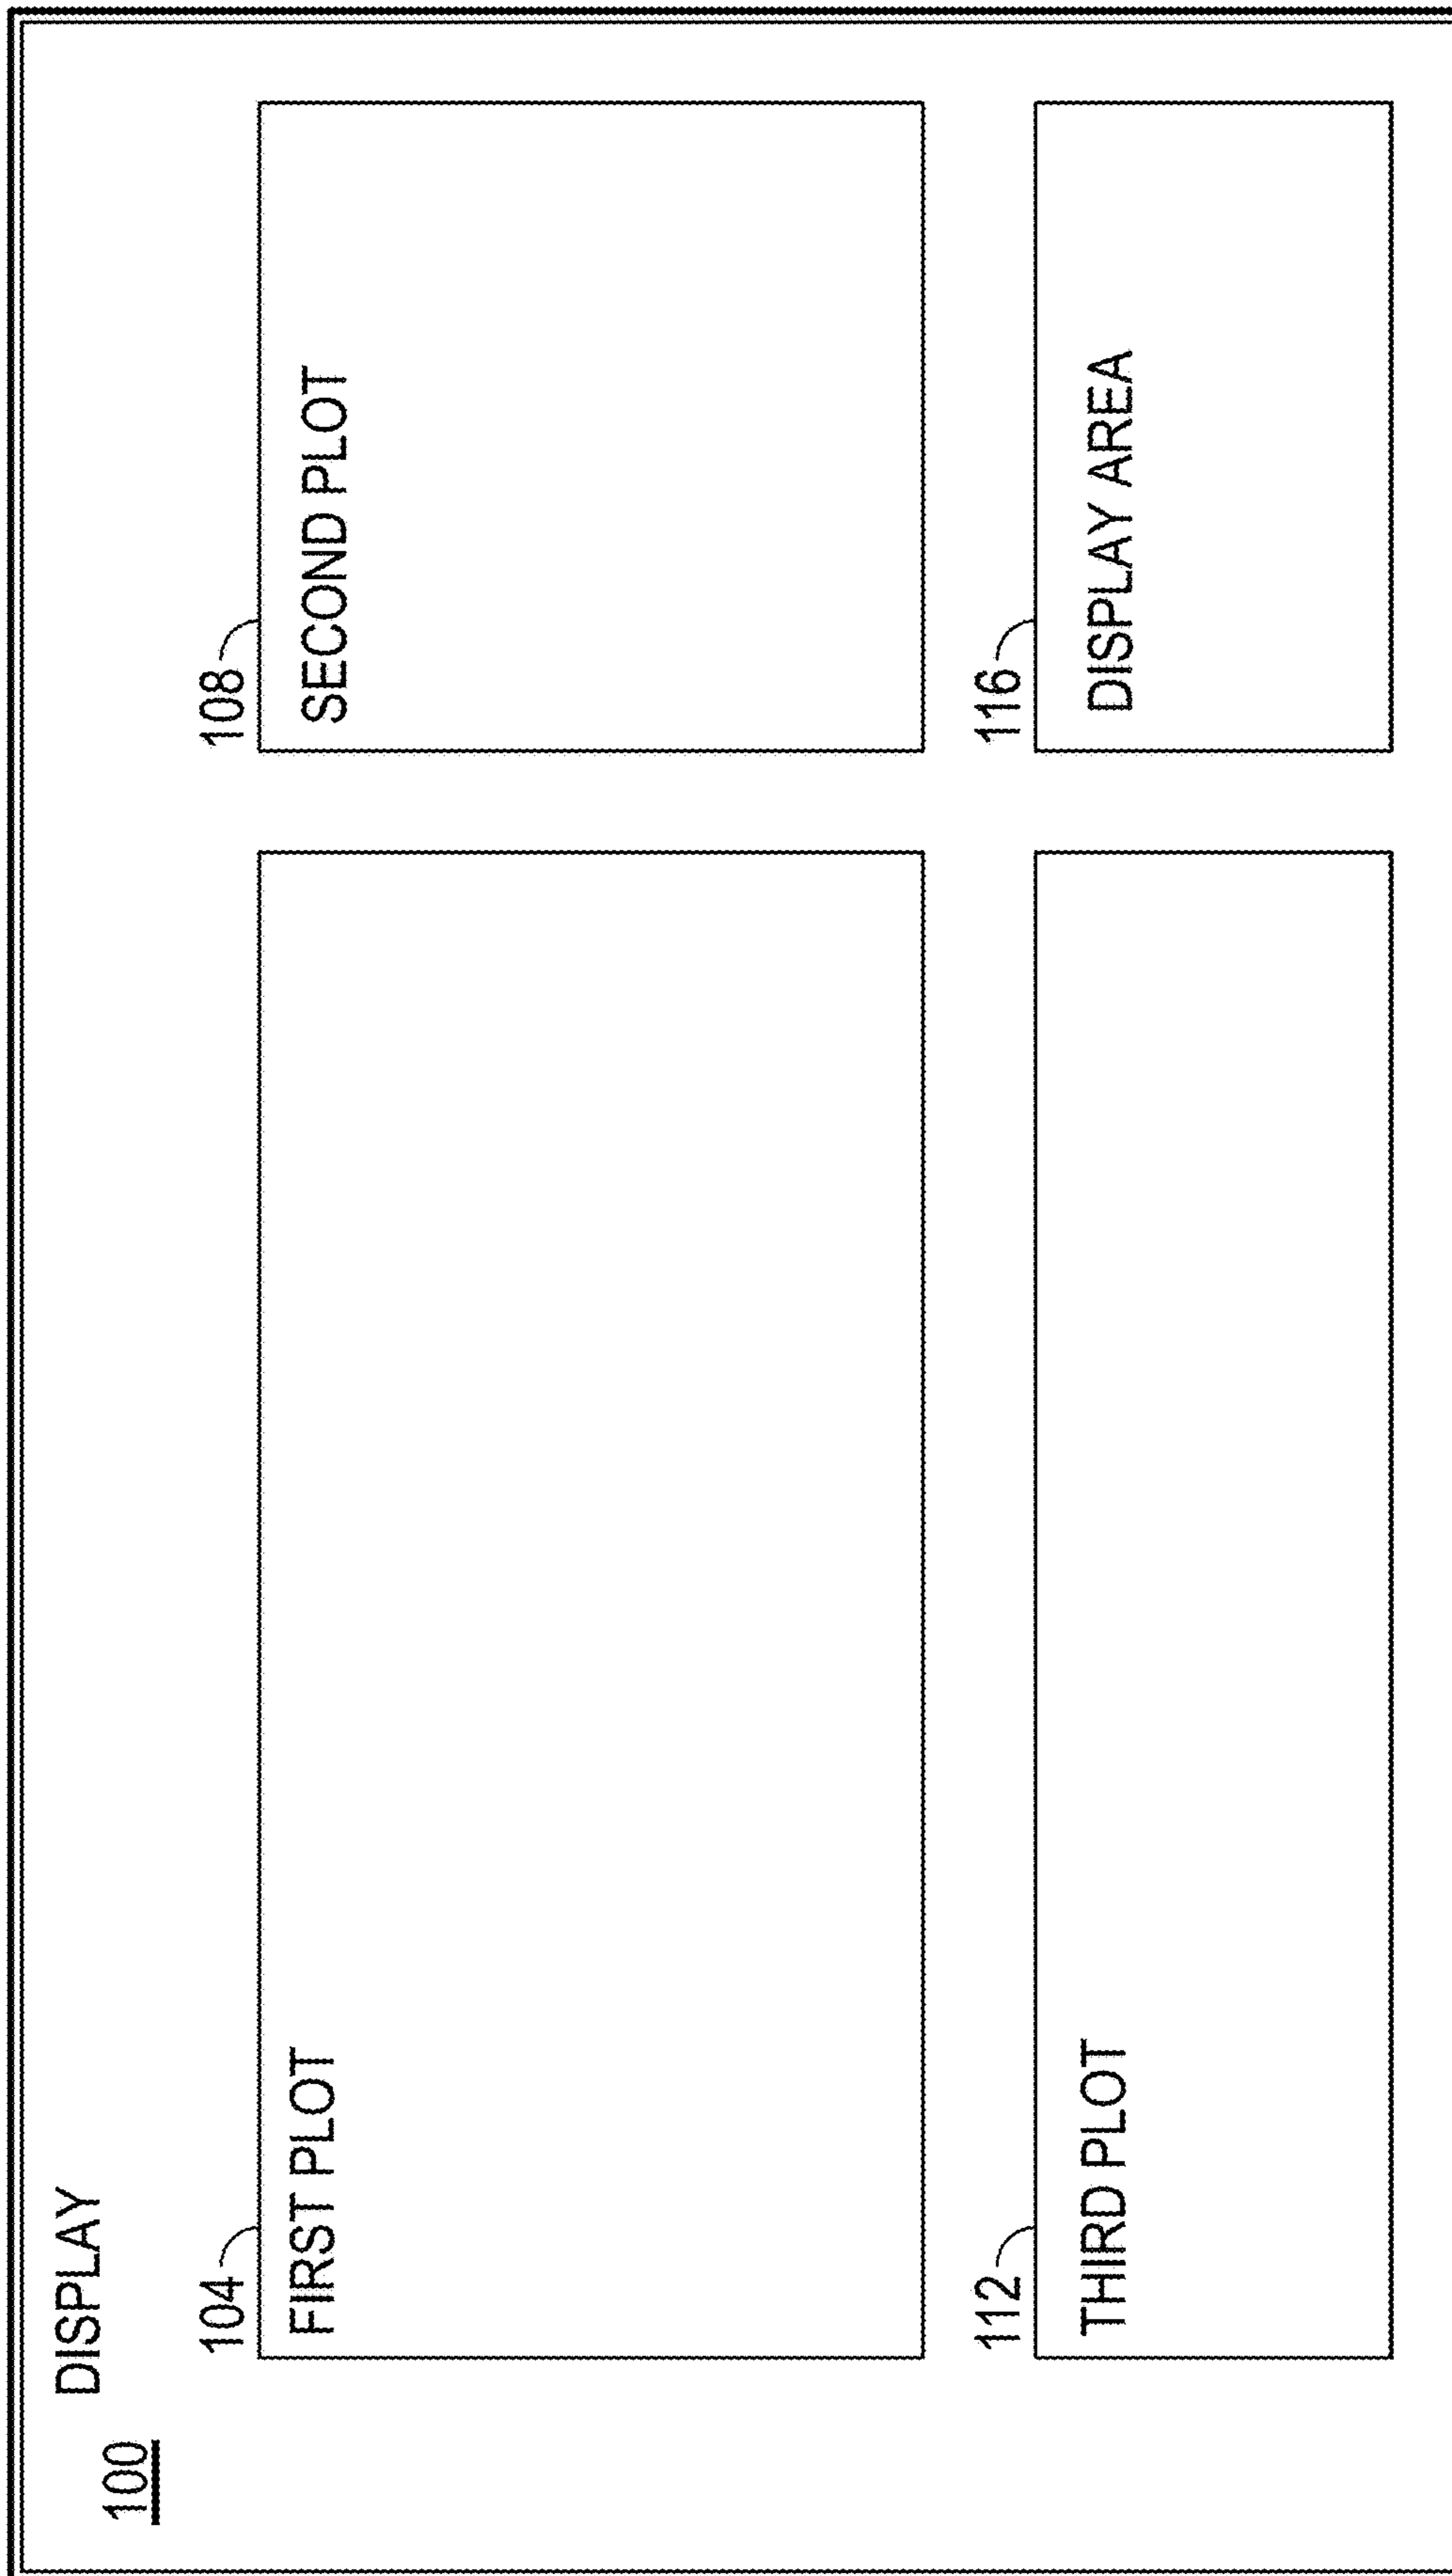 DISPLAY
100
104
FIRST PLOT
108
SECOND PLOT
112
THIRD PLOT
116
DISPLAY AREA